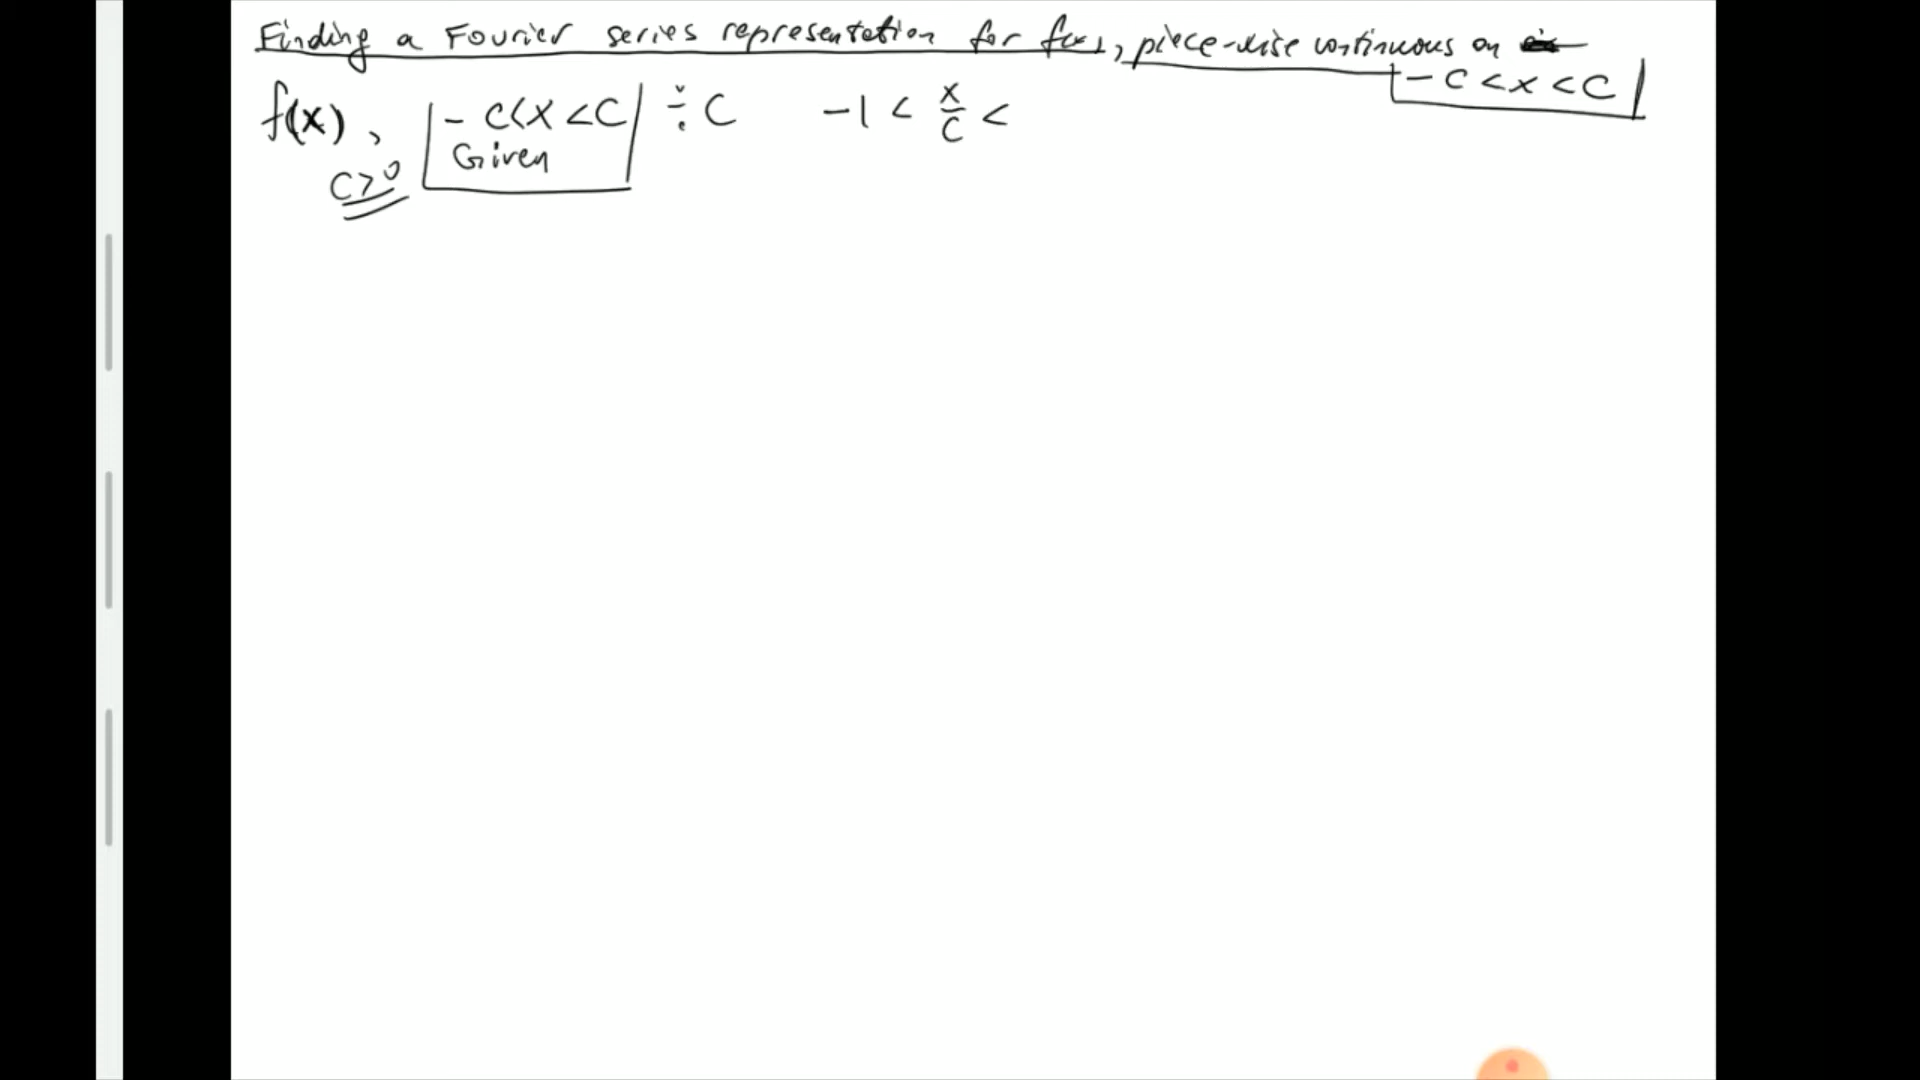 Finding a Fourier series representation for f(x), piece-wise continuous on
-c<x<c
f(x), -c<x<c ÷ c -1 < x/c <
Given
c>0